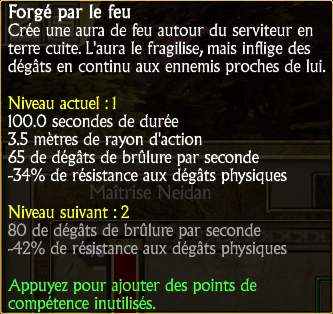 Forgé par le feu
Crée une aura de feu autour du serviteur en
terre cuite. L'aura le fragilise, mais inflige des
dégâts en continu aux ennemis proches de lui.
Niveau actuel : 1
100.0 secondes de durée
3.5 mètres de rayon d'action
65 de dégâts de brûlure par seconde
-34% de résistance aux dégâts physiques
Maîtrise Neidan
Niveau suivant : 2
80 de dégâts de brûlure par seconde
-42% de résistance aux dégâts physiques
Appuyez pour ajouter des points de
compétence inutilisés.